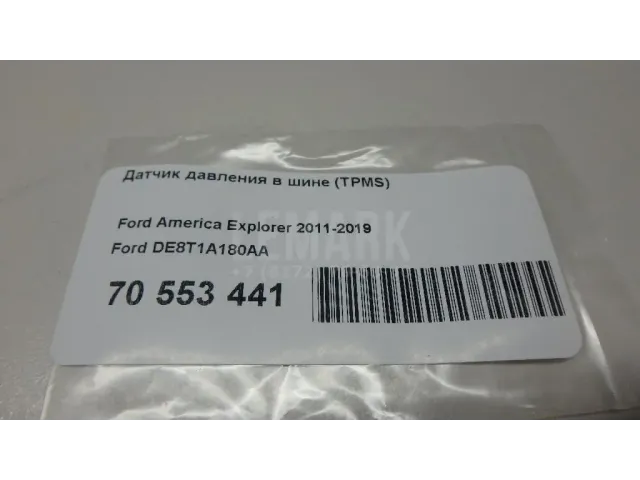 Датчик давления в шине (TPMS)
Ford America Explorer 2011-2019
Ford DE8T1A180AA
70 553 441